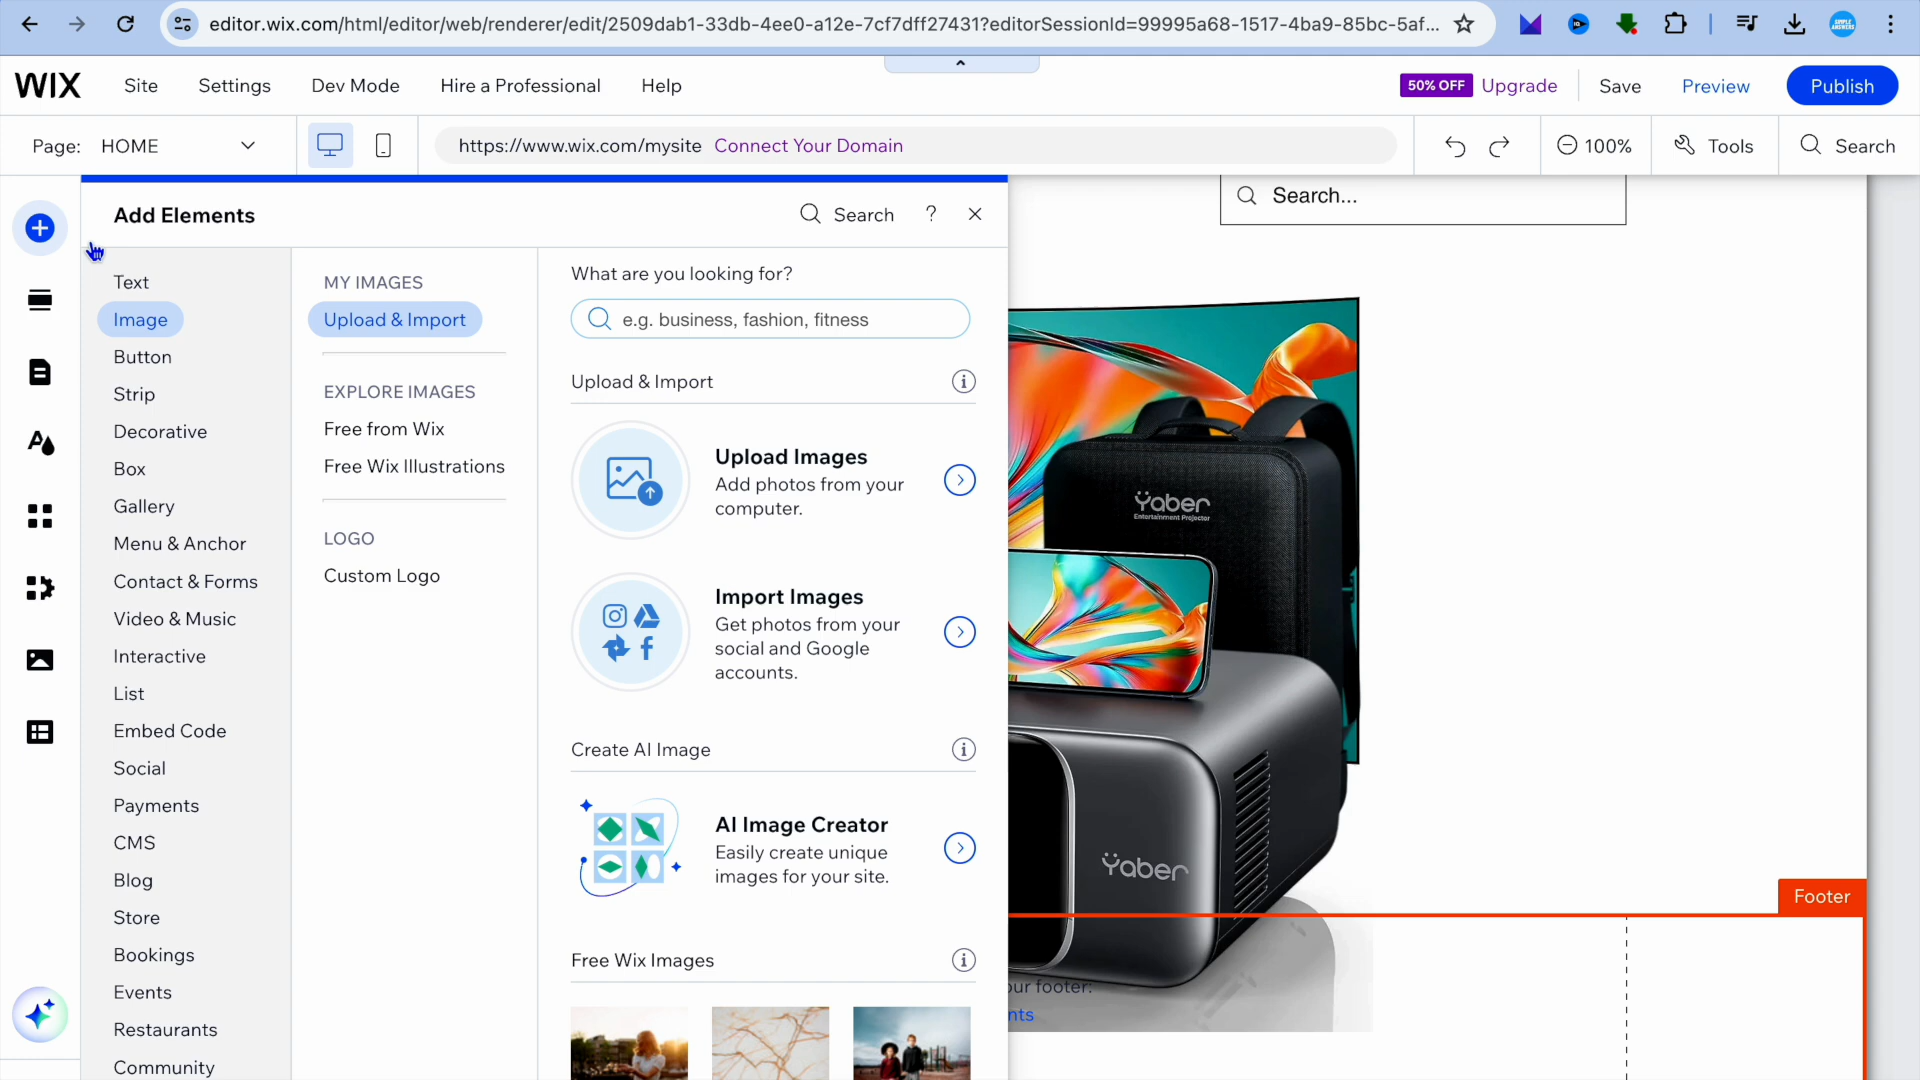 editor.wix.com/html/editor/web/renderer/edit/2509dab1-33db-4ee0-a12e-7cf7dff27431?editorSessionId=99995a68-1517-4ba9-85bc-5af...
WIX Site Settings Dev Mode Hire a Professional Help 50% OFF Upgrade Save Preview Publish
Page: HOME https://www.wix.com/mysite Connect Your Domain 100% Tools Search
Add Elements Search ?
Search...
Text
Image
Button
Strip
Decorative
Box
Gallery
Menu & Anchor
Contact & Forms
Video & Music
Interactive
List
Embed Code
Social
Payments
CMS
Blog
Store
Bookings
Events
Restaurants
Community
MY IMAGES
Upload & Import
EXPLORE IMAGES
Free from Wix
Free Wix Illustrations
LOGO
Custom Logo
What are you looking for?
e.g. business, fashion, fitness
Upload & Import
Upload Images
Add photos from your
computer.
Import Images
Get photos from your
social and Google
accounts.
Create AI Image
AI Image Creator
Easily create unique
images for your site.
Free Wix Images
Yaber
Entertainment Projector
Yaber
Footer
our footer:
nts